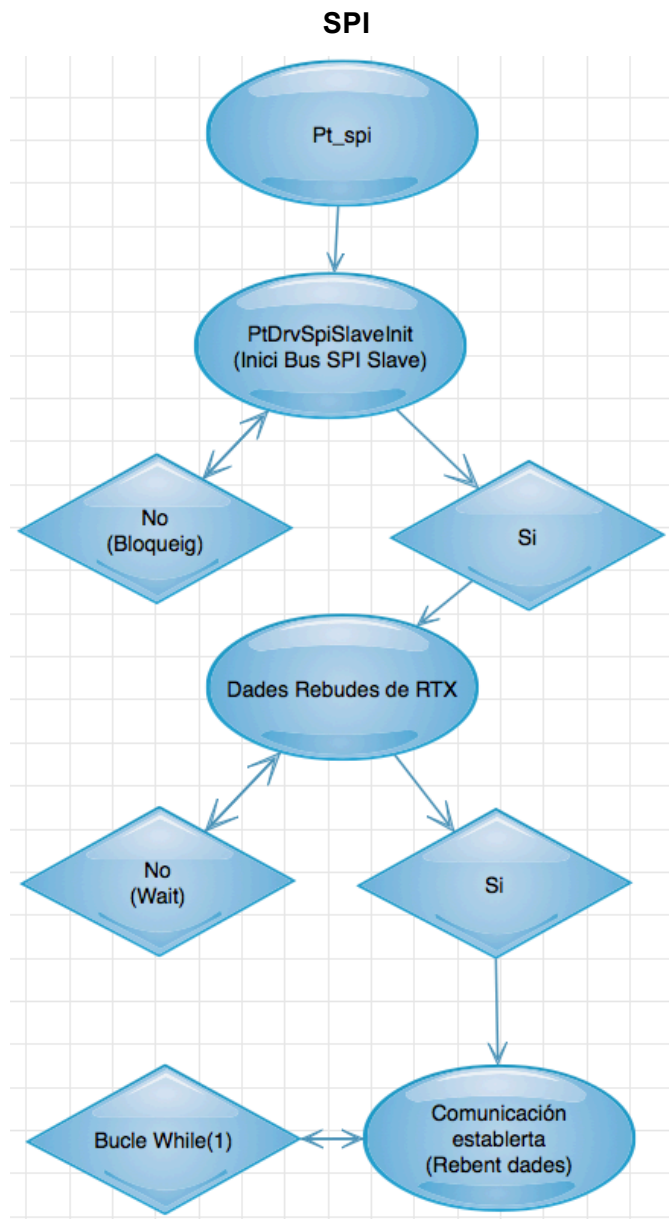 SPI
Pt_spi
PtDrvSpiSlaveInit
(Inici Bus SPI Slave)
No
(Bloqueig)
Si
Dades Rebudes de RTX
No
(Wait)
Si
Bucle While(1)
Comunicación
establerta
(Rebent dades)